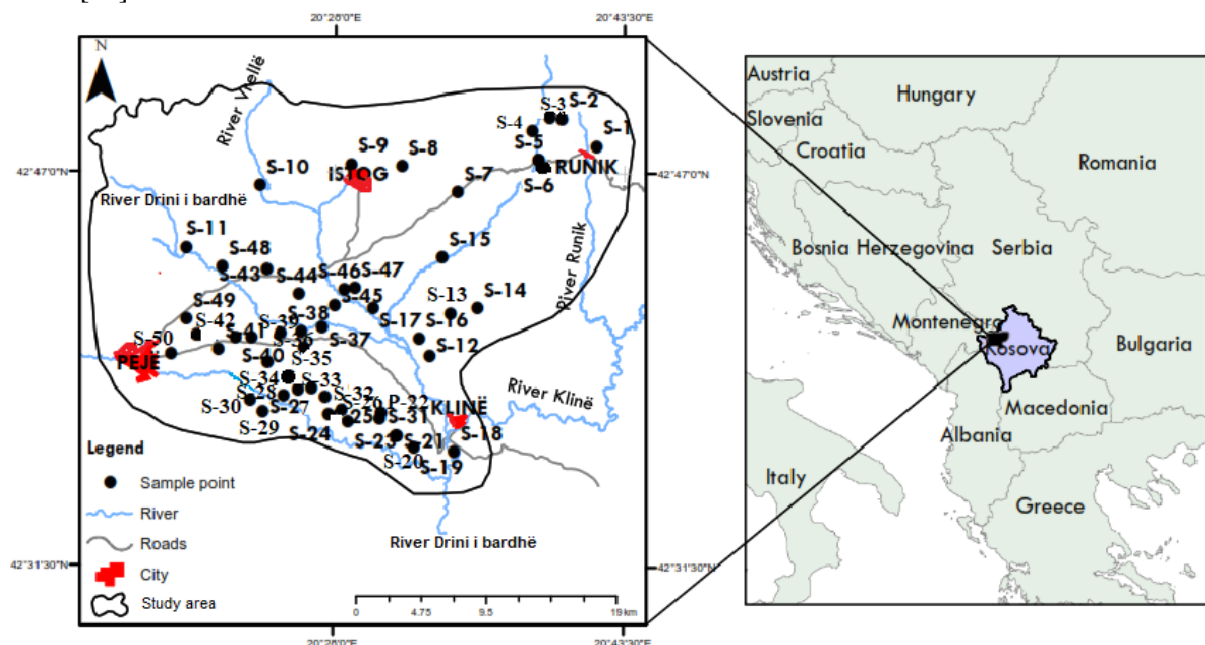 20°28'0"E
20°43'30"E
N
River Vrellë
S-3
S-2
S-4
S-1
S-5
RUNIK
S-6
S-9
S-8
ISTOG
S-7
S-10
42°47'0"N
42°47'0"N
River Drini i bardhë
S-11
S-48
S-43
S-15
River Runik
S-44
S-46
S-47
S-45
S-13
S-14
S-49
S-42
S-50
S-41
S-39
S-38
S-36
S-37
S-17
S-16
S-12
PEJË
S-40
S-35
S-34
S-33
S-28
S-32
S-26
P-22
KLINË
River Klinë
S-30
S-27
S-29
S-24
S-31
S-23
S-21
S-18
S-20
S-19
Legend
Sample point
River
Roads
City
Study area
River Drini i bardhë
42°31'30"N
42°31'30"N
0 4.75 9.5 19 km
20°28'0"E
20°43'30"E
Austria
Hungary
Slovenia
Croatia
Romania
Bosnia Herzegovina
Serbia
Montenegro
Kosova
Bulgaria
Macedonia
Albania
Italy
Greece